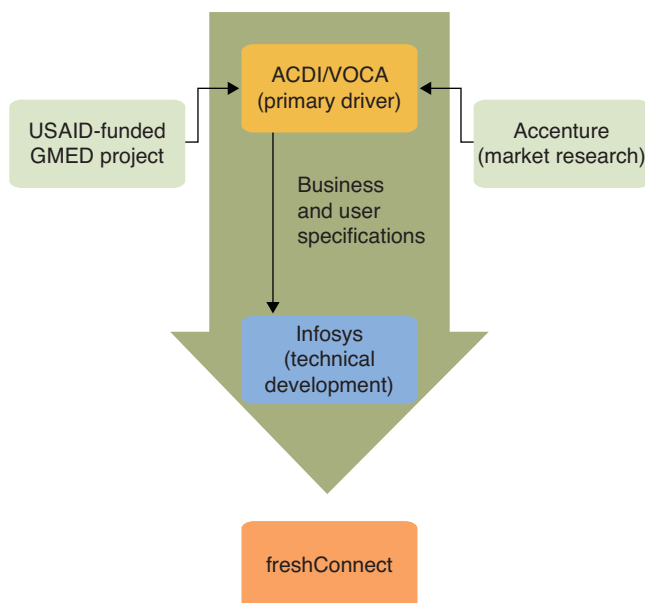 ACDI/VOCA
(primary driver)
USAID-funded
GMED project
Accenture
(market research)
Business
and user
specifications
Infosys
(technical
development)
freshConnect